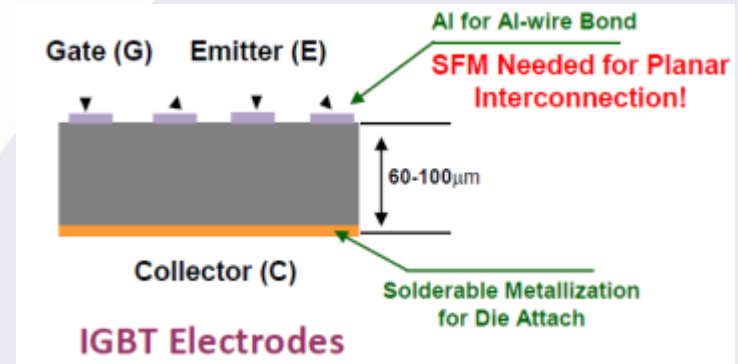 Al for Al-wire Bond
Gate (G) Emitter (E)
SFM Needed for Planar
Interconnection!
60-100μm
Collector (C)
Solderable Metallization
for Die Attach
IGBT Electrodes